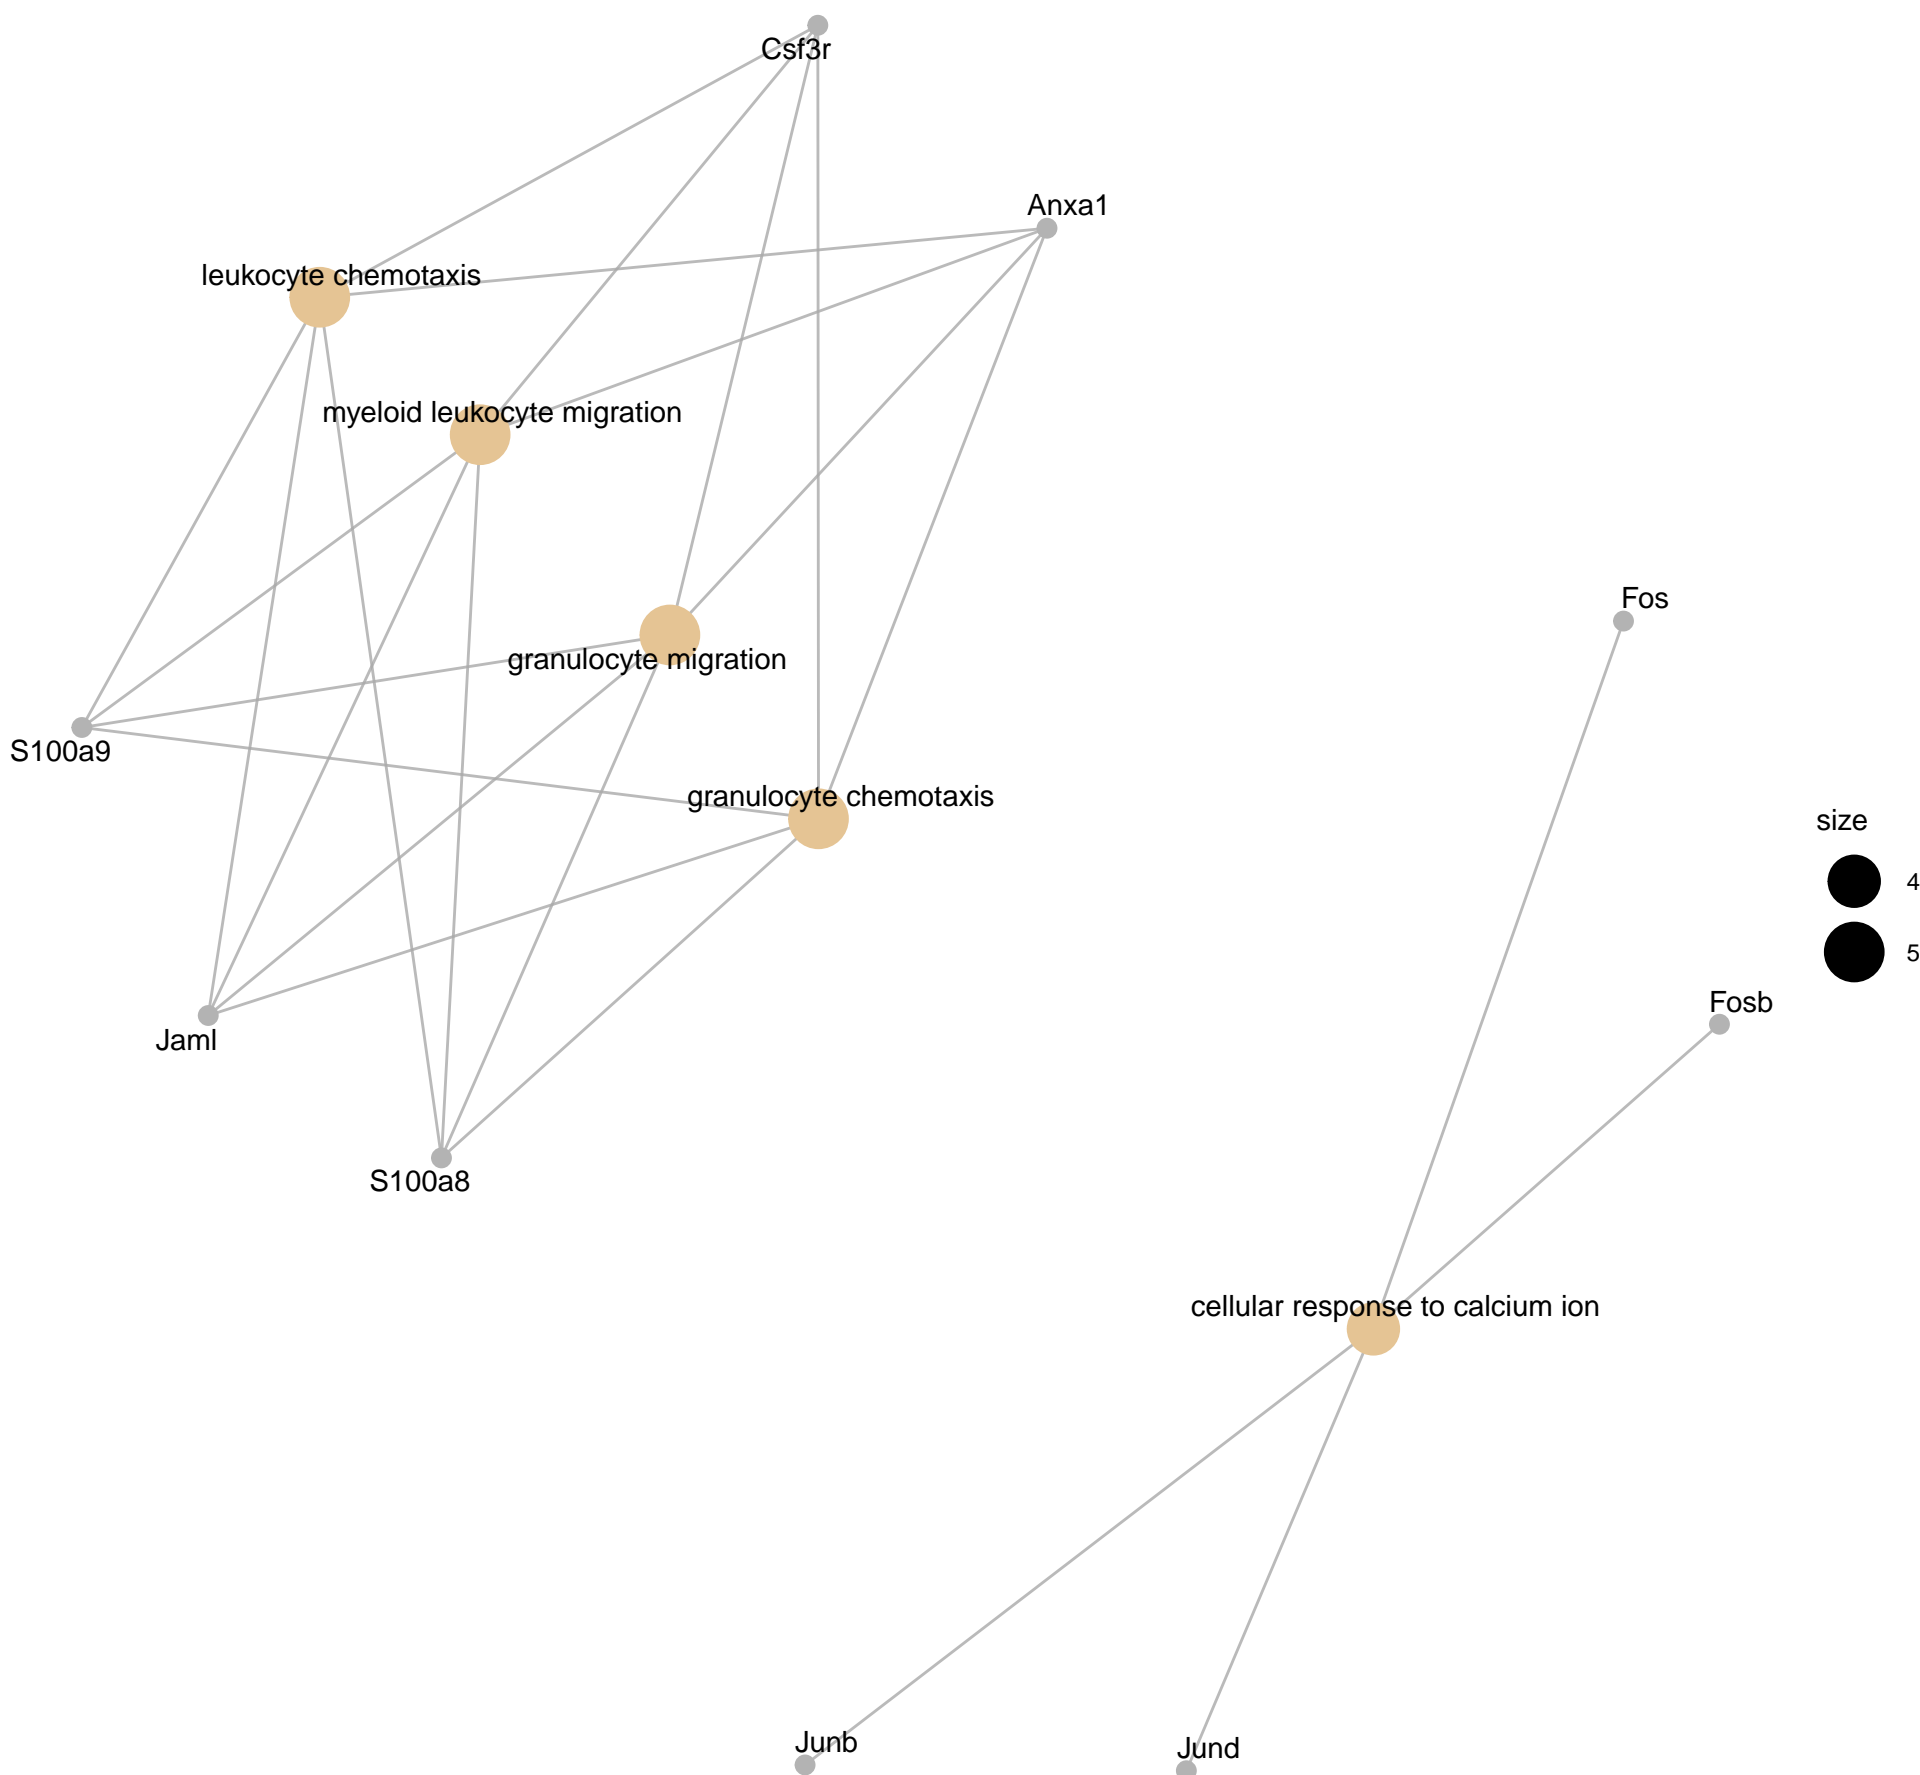 Csf3r
Anxa1
leukocyte chemotaxis
myeloid leukocyte migration
Fos
granulocyte migration
S100a9
granulocyte chemotaxis
size
4
5
Fosb
Jaml
S100a8
cellular response to calcium ion
Junb
Jund